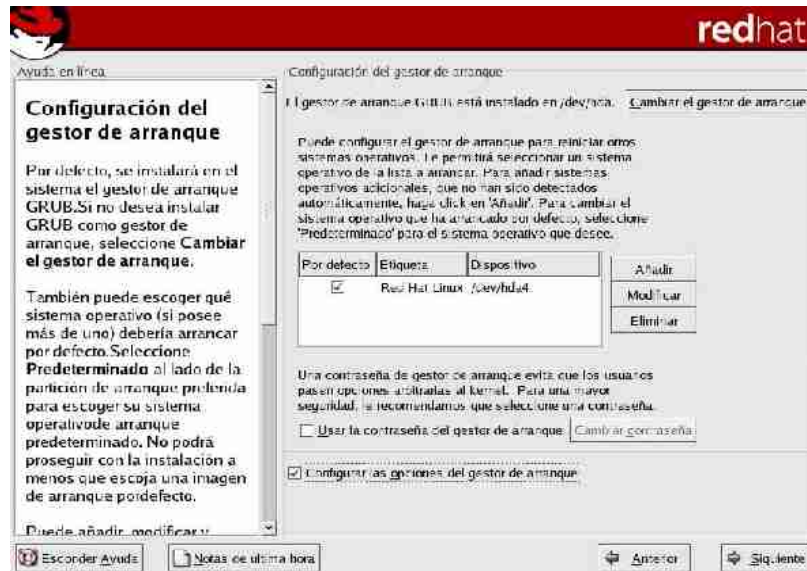 redhat
Ayuda en línea
Configuración del
gestor de arranque
Por defecto, se instalará en el
sistema el gestor de arranque
GRUB.Si no desea instalar
GRUB como gestor de
arranque, seleccione Cambiar
el gestor de arranque.
También puede escoger qué
sistema operativo (si posee
más de uno) debería arrancar
por defecto.Seleccione
Predeterminado al lado de la
partición de arranque preferida
para escoger su sistema
operativode arranque
predeterminado. No podrá
proseguir con la instalación a
menos que escoja una imagen
de arranque pordefecto.
Puede añadir, modificar y
Configuración del gestor de arranque
El gestor de arranque GRUB está instalado en /dev/hda.
Cambiar el gestor de arranque
Puede configurar el gestor de arranque para reiniciar otros
sistemas operativos. Le permitirá seleccionar un sistema
operativo de la lista a arrancar. Para añadir sistemas
operativos adicionales, que no han sido detectados
automáticamente, haga click en 'Añadir'. Para cambiar el
sistema operativo que ha arrancado por defecto, seleccione
'Predeterminado' para el sistema operativo que desee.
Por defecto Etiqueta Dispositivo
Red Hat Linux /dev/hda4
Añadir
Modificar
Eliminar
Una contraseña de gestor de arranque evita que los usuarios
pasen opciones arbitrarias al kernel. Para una mayor
seguridad, le recomendamos que seleccione una contraseña.
Usar la contraseña del gestor de arranque
Cambiar contraseña
Configurar las opciones del gestor de arranque
Esconder Ayuda
Notas de última hora
Anterior
Siguiente